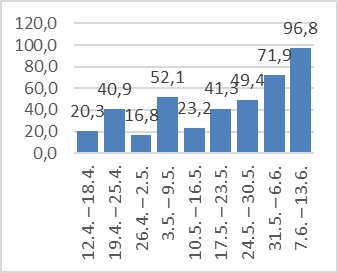 120,0
100,0
80,0
60,0
40,0
20,0
0,0
20,3
40,9
16,8
52,1
23,2
41,3
49,4
71,9
96,8
12.4. – 18.4.
19.4. – 25.4.
26.4. – 2.5.
3.5. – 9.5.
10.5. – 16.5.
17.5. – 23.5.
24.5. – 30.5.
31.5. – 6.6.
7.6. – 13.6.